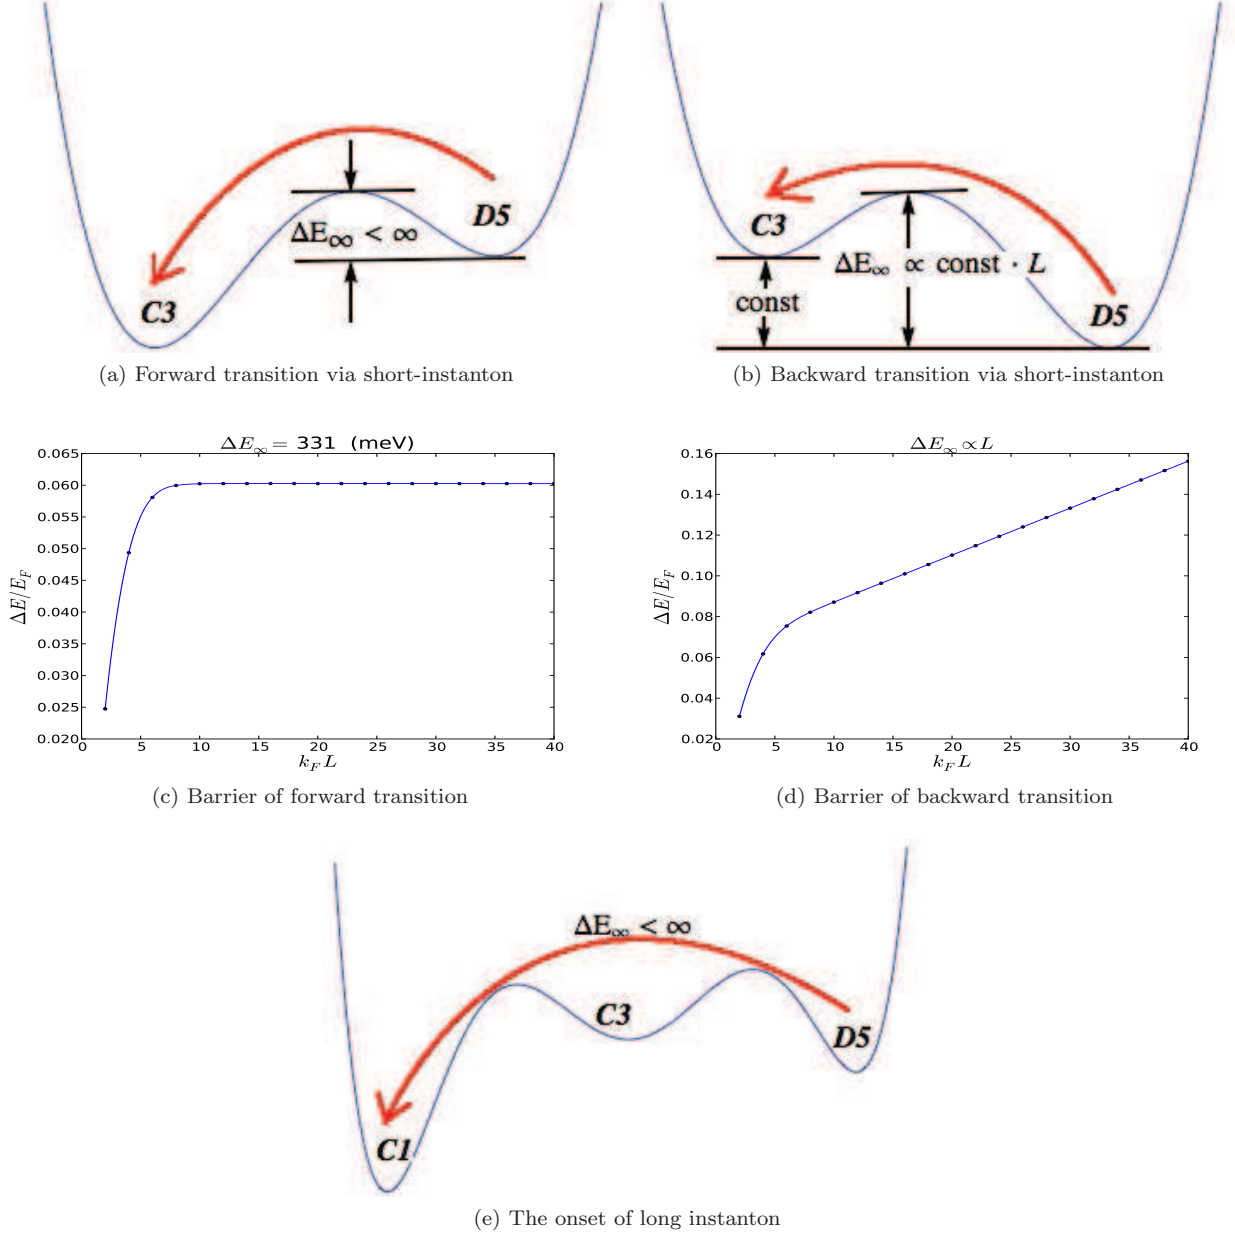 ΔE∞ < ∞
D5
C3
(a) Forward transition via short-instanton
C3
ΔE∞ ∝ const · L
const
D5
(b) Backward transition via short-instanton
ΔE∞ = 331 (meV)
0.065
0.060
0.055
0.050
0.045
0.040
0.035
0.030
0.025
0.020
ΔE/E_F
0 5 10 15 20 25 30 35 40
k_F L
(c) Barrier of forward transition
ΔE∞ ∝ L
0.16
0.14
0.12
0.10
0.08
0.06
0.04
0.02
ΔE/E_F
0 5 10 15 20 25 30 35 40
k_F L
(d) Barrier of backward transition
ΔE∞ < ∞
C3
D5
C1
(e) The onset of long instanton